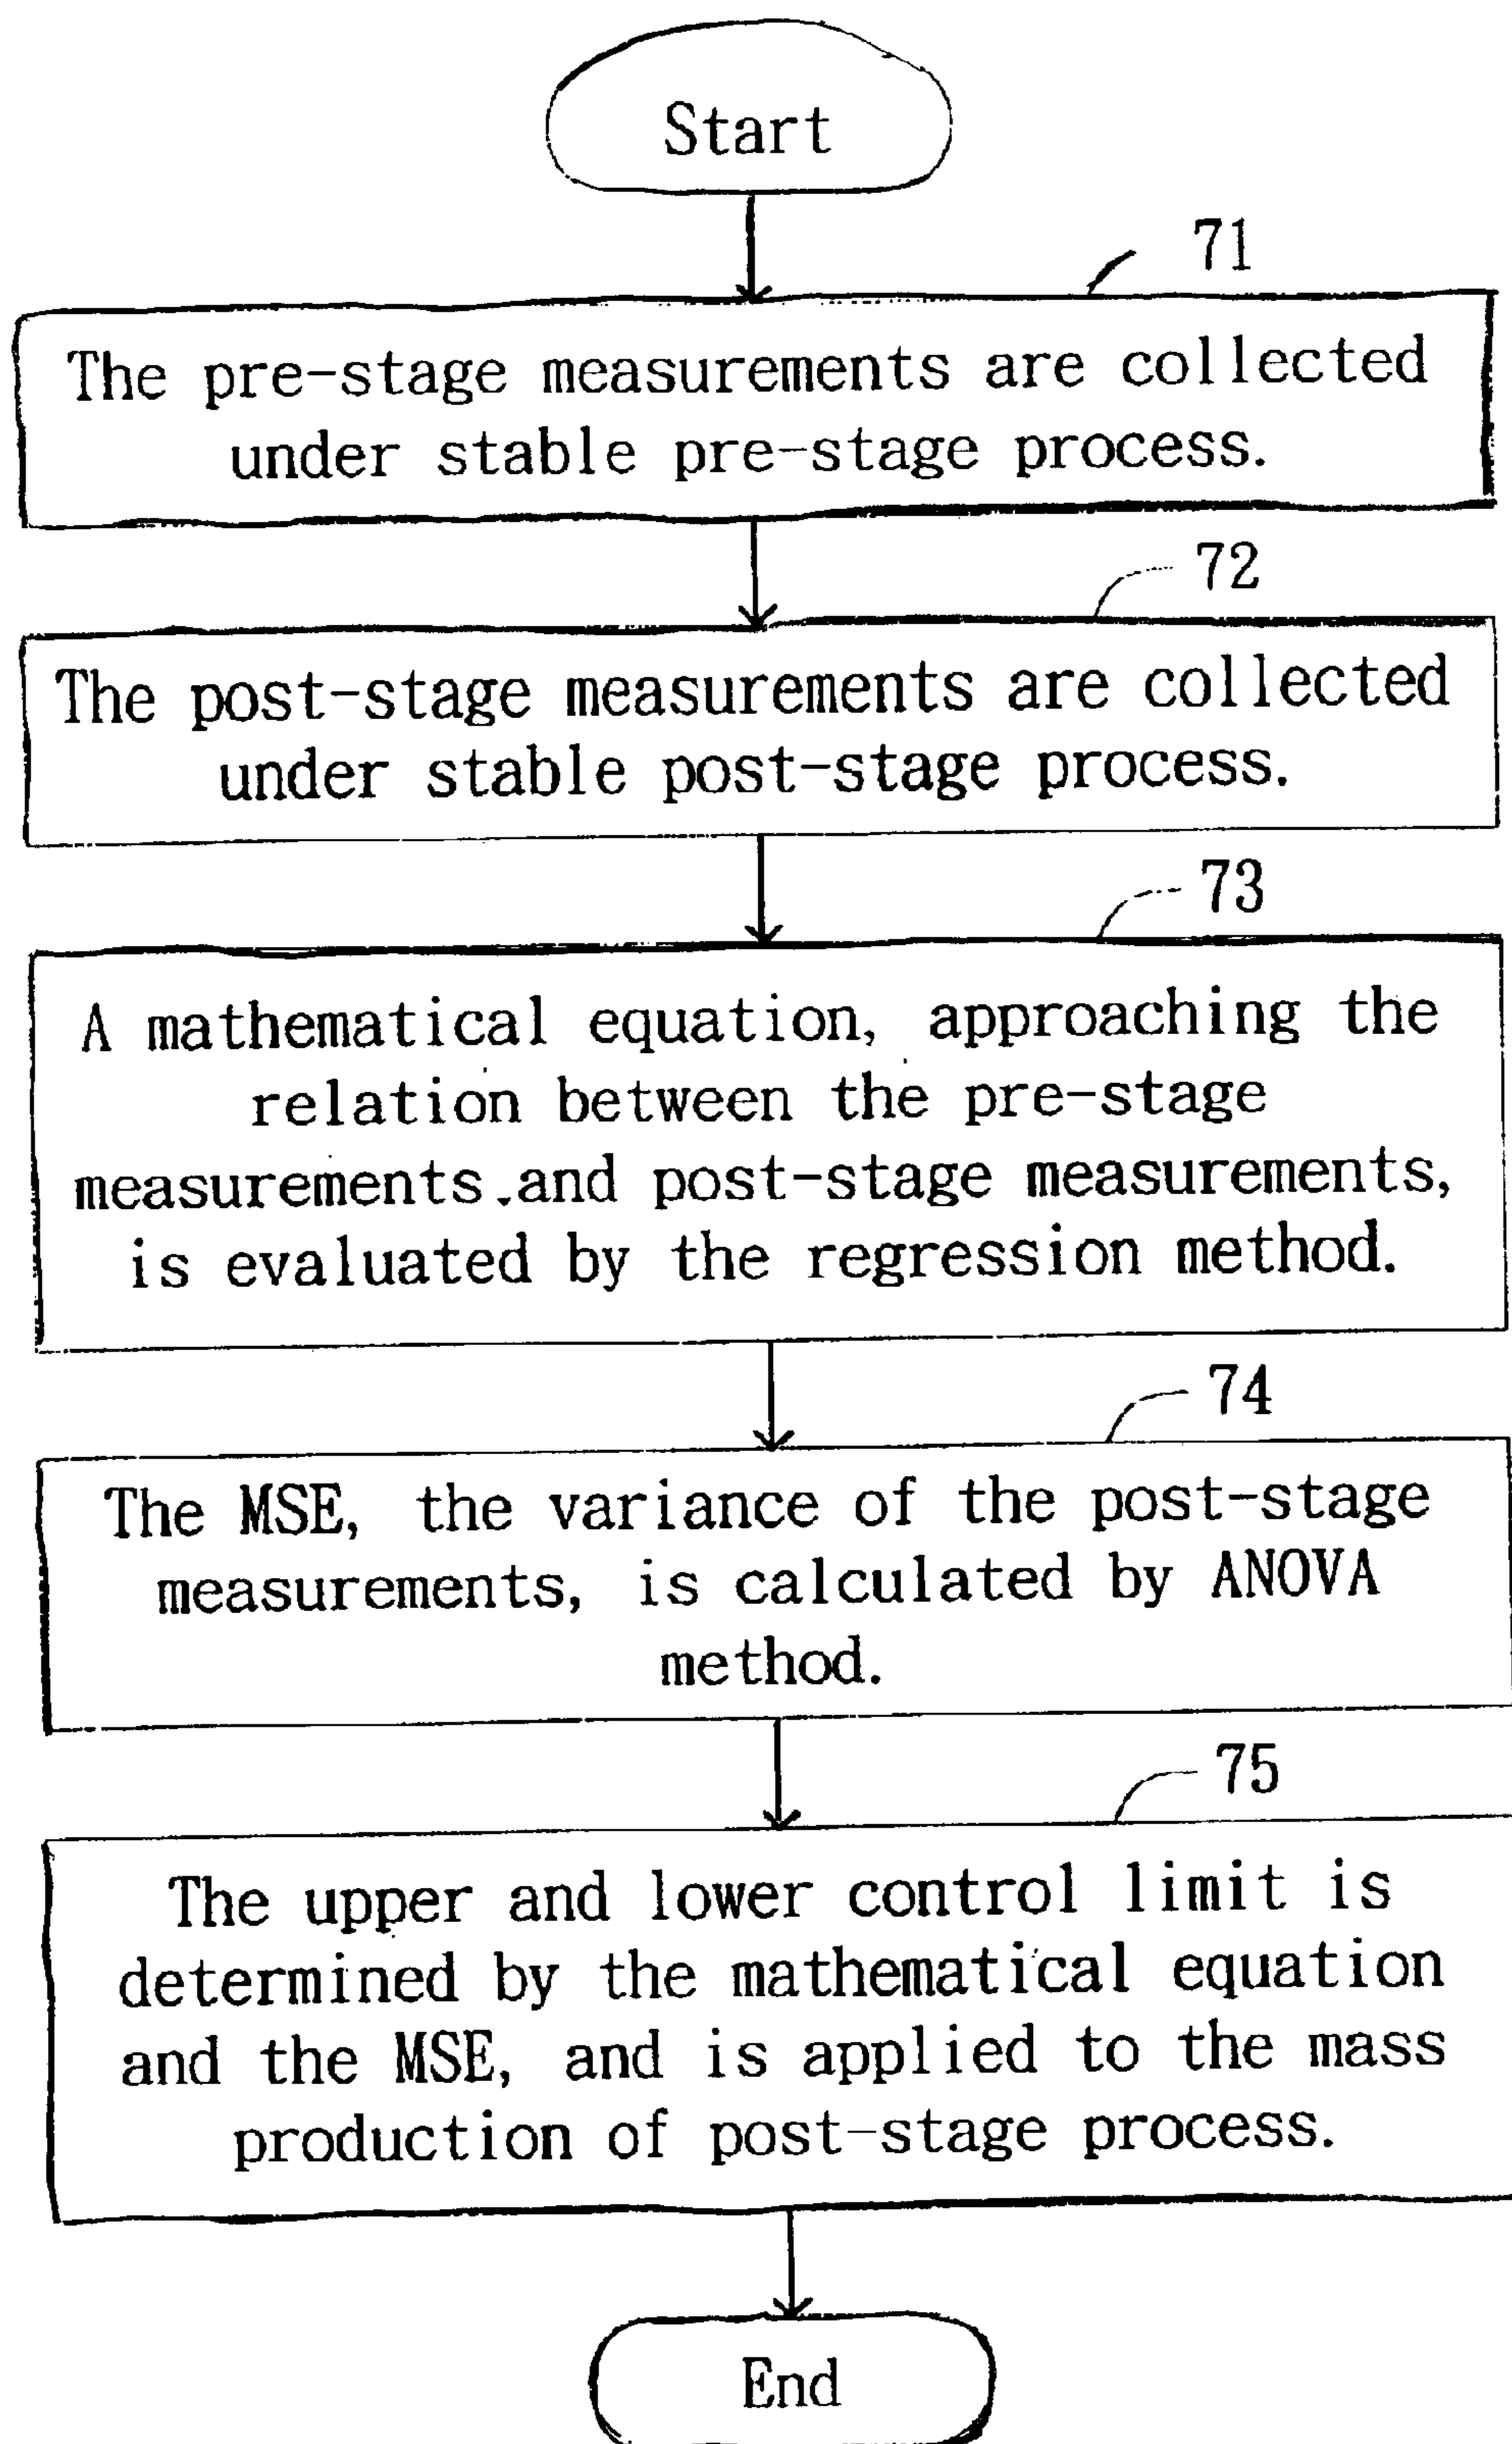 Start
71
The pre-stage measurements are collected
under stable pre-stage process.
72
The post-stage measurements are collected
under stable post-stage process.
73
A mathematical equation, approaching the
relation between the pre-stage
measurements and post-stage measurements,
is evaluated by the regression method.
74
The MSE, the variance of the post-stage
measurements, is calculated by ANOVA
method.
75
The upper and lower control limit is
determined by the mathematical equation
and the MSE, and is applied to the mass
production of post-stage process.
End